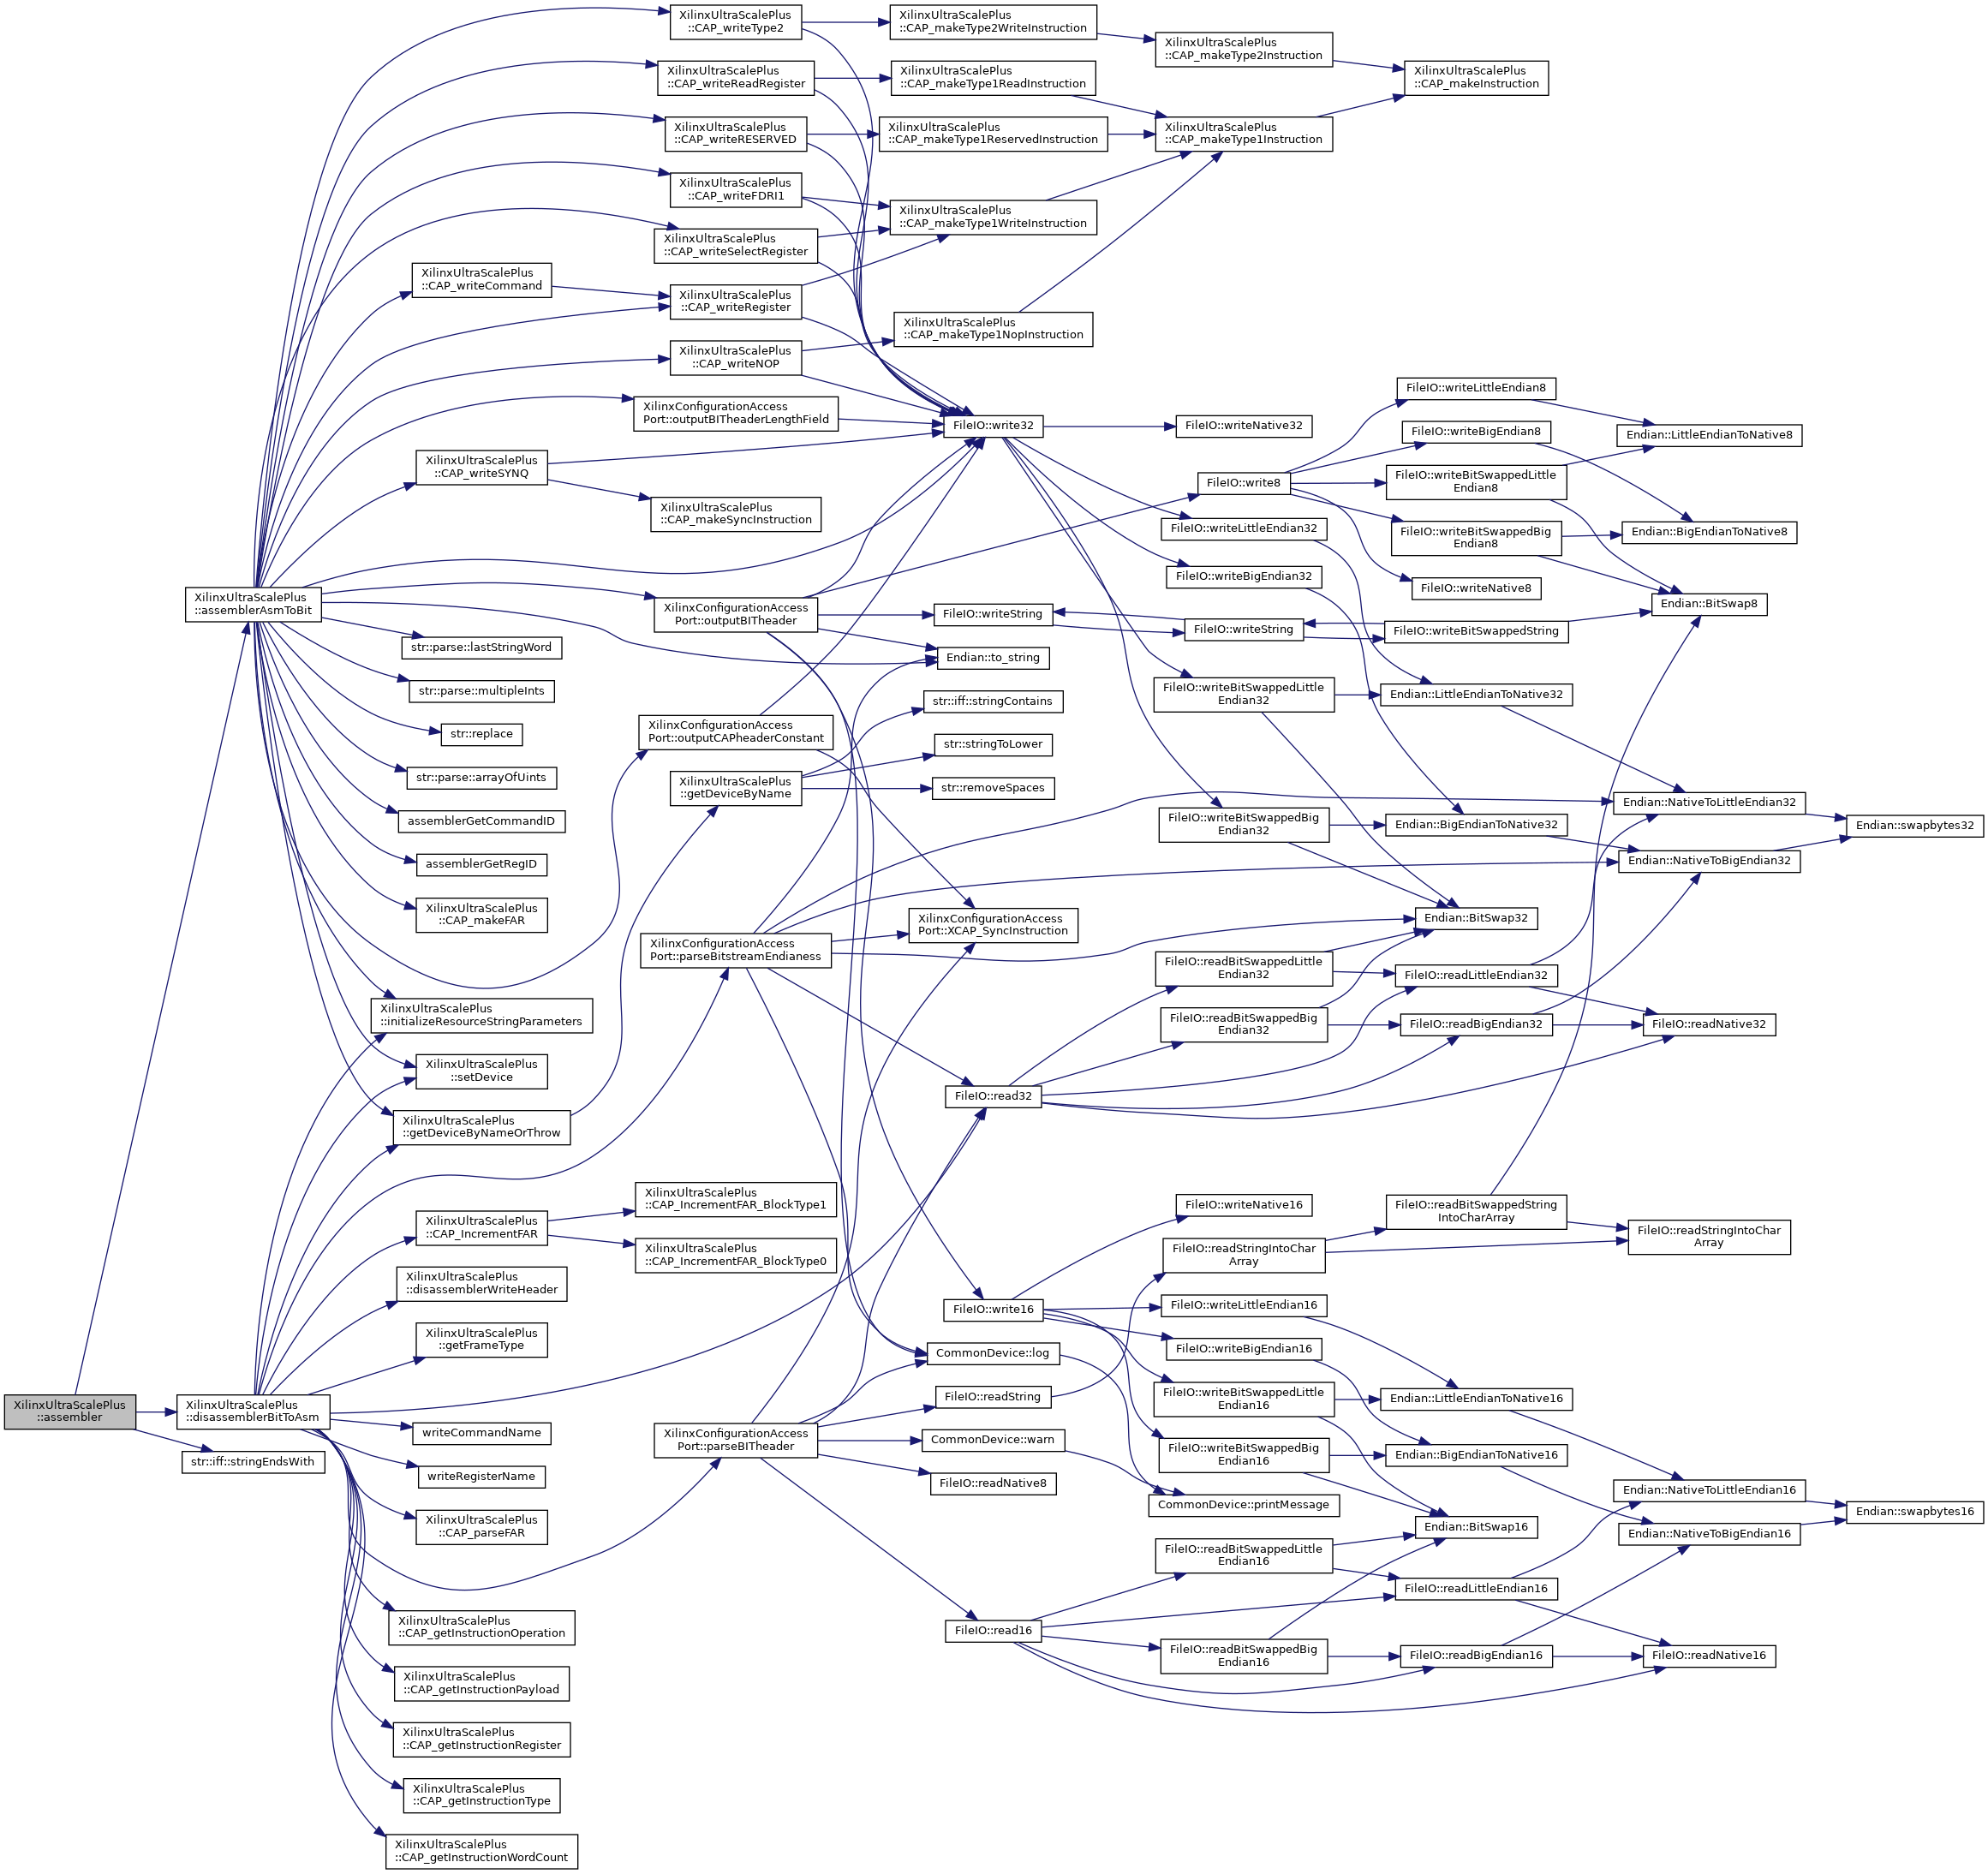 XilinxUltraScalePlus
::assembler
XilinxUltraScalePlus
::assemblerAsmToBit
XilinxUltraScalePlus
::disassemblerBitToAsm
str::iff::stringEndsWith
XilinxUltraScalePlus
::CAP_writeCommand
XilinxUltraScalePlus
::CAP_writeSYNQ
str::parse::lastStringWord
str::parse::multipleInts
str::replace
str::parse::arrayOfUints
assemblerGetCommandID
assemblerGetRegID
XilinxUltraScalePlus
::CAP_makeFAR
XilinxUltraScalePlus
::initializeResourceStringParameters
XilinxUltraScalePlus
::setDevice
XilinxUltraScalePlus
::getDeviceByNameOrThrow
XilinxUltraScalePlus
::CAP_IncrementFAR
XilinxUltraScalePlus
::disassemblerWriteHeader
XilinxUltraScalePlus
::getFrameType
writeCommandName
writeRegisterName
XilinxUltraScalePlus
::CAP_parseFAR
XilinxUltraScalePlus
::CAP_getInstructionOperation
XilinxUltraScalePlus
::CAP_getInstructionPayload
XilinxUltraScalePlus
::CAP_getInstructionRegister
XilinxUltraScalePlus
::CAP_getInstructionType
XilinxUltraScalePlus
::CAP_getInstructionWordCount
XilinxUltraScalePlus
::CAP_writeType2
XilinxUltraScalePlus
::CAP_writeReadRegister
XilinxUltraScalePlus
::CAP_writeRESERVED
XilinxUltraScalePlus
::CAP_writeFDRI1
XilinxUltraScalePlus
::CAP_writeSelectRegister
XilinxUltraScalePlus
::CAP_writeRegister
XilinxUltraScalePlus
::CAP_writeNOP
XilinxConfigurationAccess
Port::outputBITheaderLengthField
XilinxUltraScalePlus
::CAP_makeSyncInstruction
XilinxConfigurationAccess
Port::outputBITheader
XilinxConfigurationAccess
Port::outputCAPheaderConstant
XilinxUltraScalePlus
::getDeviceByName
XilinxConfigurationAccess
Port::parseBitstreamEndianess
XilinxUltraScalePlus
::CAP_IncrementFAR_BlockType1
XilinxUltraScalePlus
::CAP_IncrementFAR_BlockType0
XilinxConfigurationAccess
Port::parseBITheader
XilinxUltraScalePlus
::CAP_makeType2WriteInstruction
XilinxUltraScalePlus
::CAP_makeType1ReadInstruction
XilinxUltraScalePlus
::CAP_makeType1ReservedInstruction
XilinxUltraScalePlus
::CAP_makeType1WriteInstruction
XilinxUltraScalePlus
::CAP_makeType1NopInstruction
FileIO::write32
FileIO::writeString
Endian::to_string
str::iff::stringContains
str::stringToLower
str::removeSpaces
XilinxConfigurationAccess
Port::XCAP_SyncInstruction
FileIO::read32
FileIO::write16
CommonDevice::log
FileIO::readString
CommonDevice::warn
FileIO::readNative8
FileIO::read16
XilinxUltraScalePlus
::CAP_makeType2Instruction
XilinxUltraScalePlus
::CAP_makeType1Instruction
FileIO::writeNative32
FileIO::write8
FileIO::writeLittleEndian32
FileIO::writeBigEndian32
FileIO::writeString
FileIO::writeBitSwappedLittle
Endian32
FileIO::writeBitSwappedBig
Endian32
FileIO::readBitSwappedLittle
Endian32
FileIO::readBitSwappedBig
Endian32
FileIO::writeNative16
FileIO::readStringIntoChar
Array
FileIO::writeLittleEndian16
FileIO::writeBigEndian16
FileIO::writeBitSwappedLittle
Endian16
FileIO::writeBitSwappedBig
Endian16
CommonDevice::printMessage
FileIO::readBitSwappedLittle
Endian16
FileIO::readBitSwappedBig
Endian16
XilinxUltraScalePlus
::CAP_makeInstruction
FileIO::writeLittleEndian8
FileIO::writeBigEndian8
FileIO::writeBitSwappedLittle
Endian8
FileIO::writeBitSwappedBig
Endian8
FileIO::writeNative8
FileIO::writeBitSwappedString
Endian::LittleEndianToNative32
Endian::BigEndianToNative32
Endian::BitSwap32
FileIO::readLittleEndian32
FileIO::readBigEndian32
FileIO::readBitSwappedString
IntoCharArray
Endian::LittleEndianToNative16
Endian::BigEndianToNative16
Endian::BitSwap16
FileIO::readLittleEndian16
FileIO::readBigEndian16
Endian::LittleEndianToNative8
Endian::BigEndianToNative8
Endian::BitSwap8
Endian::NativeToLittleEndian32
Endian::NativeToBigEndian32
FileIO::readNative32
FileIO::readStringIntoChar
Array
Endian::NativeToLittleEndian16
Endian::NativeToBigEndian16
FileIO::readNative16
Endian::swapbytes32
Endian::swapbytes16